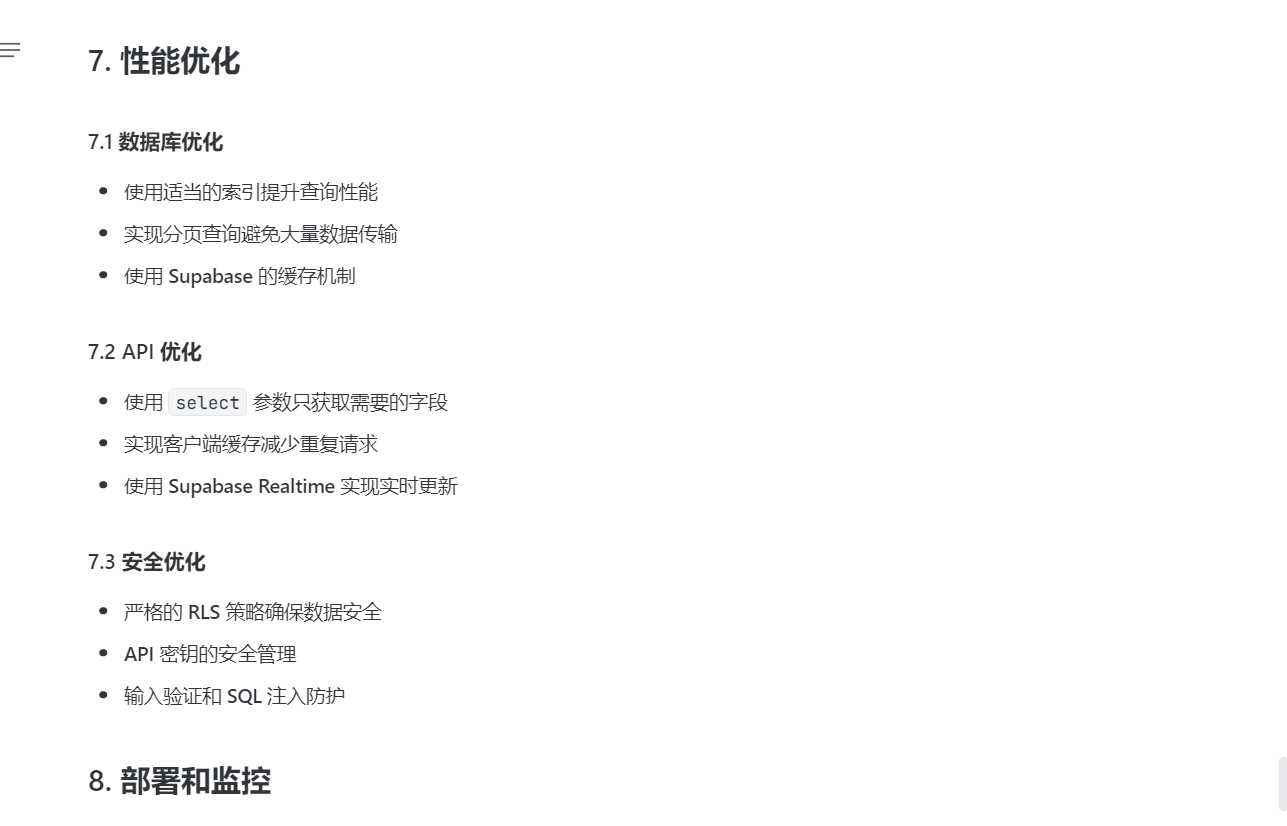 7. 性能优化
7.1 数据库优化
• 使用适当的索引提升查询性能
• 实现分页查询避免大量数据传输
• 使用 Supabase 的缓存机制
7.2 API 优化
• 使用 select 参数只获取需要的字段
• 实现客户端缓存减少重复请求
• 使用 Supabase Realtime 实现实时更新
7.3 安全优化
• 严格的 RLS 策略确保数据安全
• API 密钥的安全管理
• 输入验证和 SQL 注入防护
8. 部署和监控